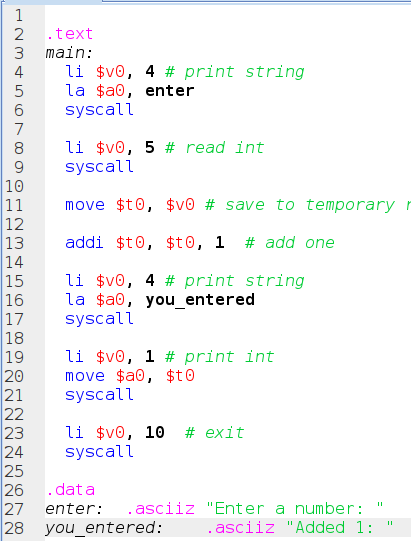 1
2 .text
3 main:
4 li $v0, 4 # print string
5 la $a0, enter
6 syscall
7
8 li $v0, 5 # read int
9 syscall
10
11 move $t0, $v0 # save to temporary
12
13 addi $t0, $t0, 1 # add one
14
15 li $v0, 4 # print string
16 la $a0, you_entered
17 syscall
18
19 li $v0, 1 # print int
20 move $a0, $t0
21 syscall
22
23 li $v0, 10 # exit
24 syscall
25
26 .data
27 enter: .asciiz "Enter a number: "
28 you_entered: .asciiz "Added 1: "